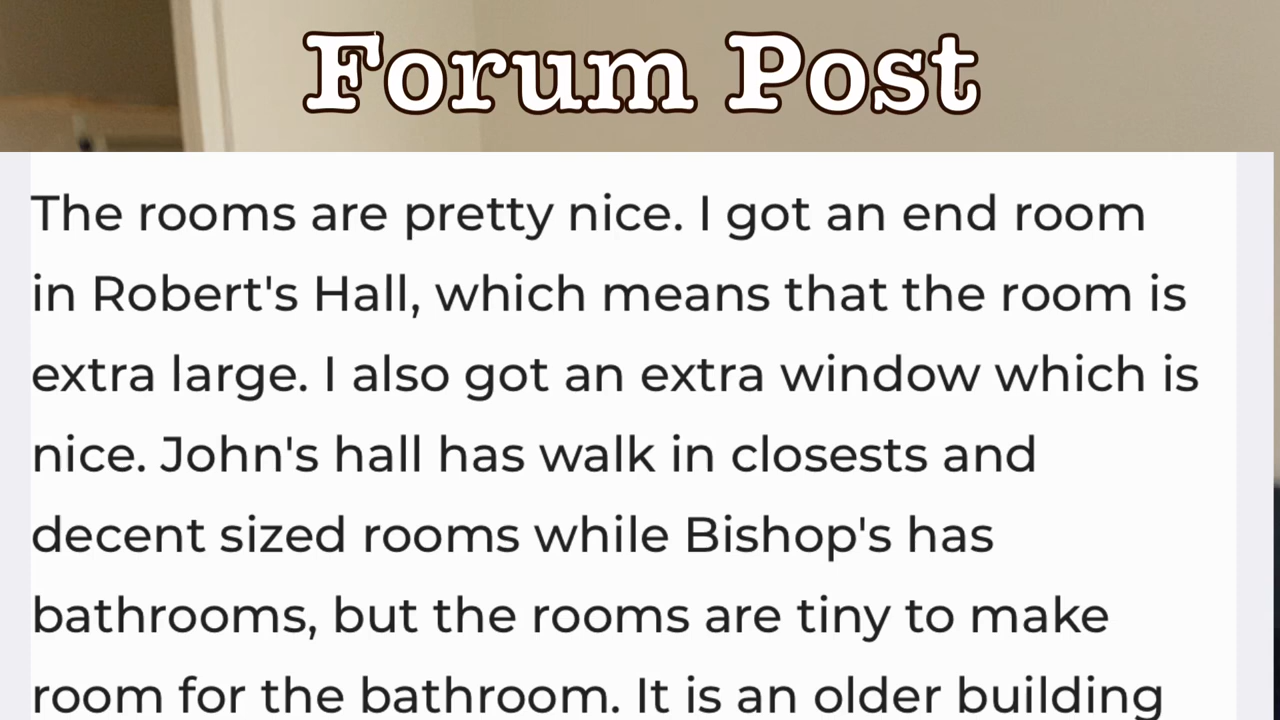 Forum Post
The rooms are pretty nice. I got an end room
in Robert's Hall, which means that the room is
extra large. I also got an extra window which is
nice. John's hall has walk in closests and
decent sized rooms while Bishop's has
bathrooms, but the rooms are tiny to make
room for the bathroom. It is an older building